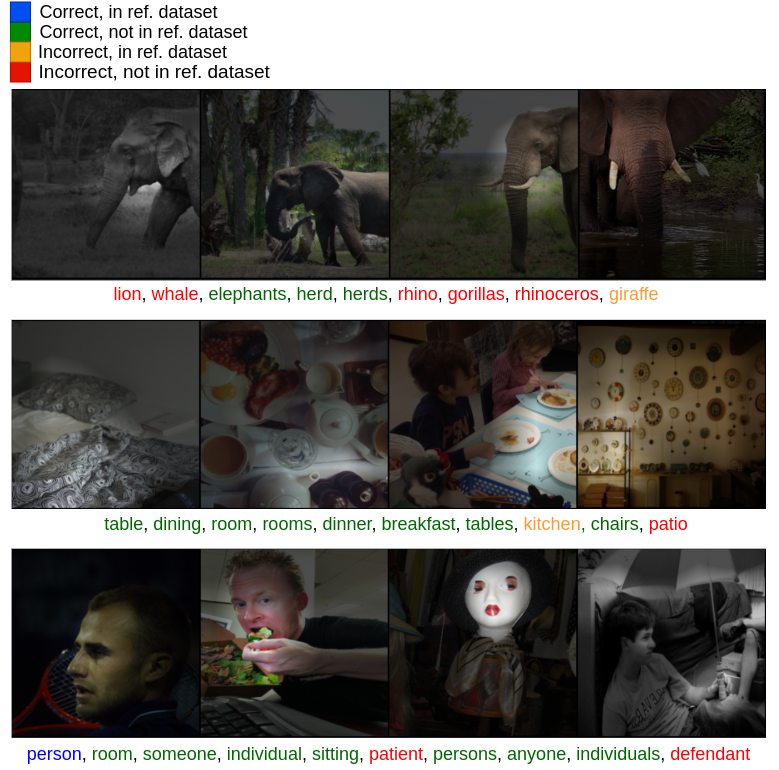 Correct, in ref. dataset
Correct, not in ref. dataset
Incorrect, in ref. dataset
Incorrect, not in ref. dataset
lion, whale, elephants, herd, herds, rhino, gorillas, rhinoceros, giraffe
table, dining, room, rooms, dinner, breakfast, tables, kitchen, chairs, patio
person, room, someone, individual, sitting, patient, persons, anyone, individuals, defendant